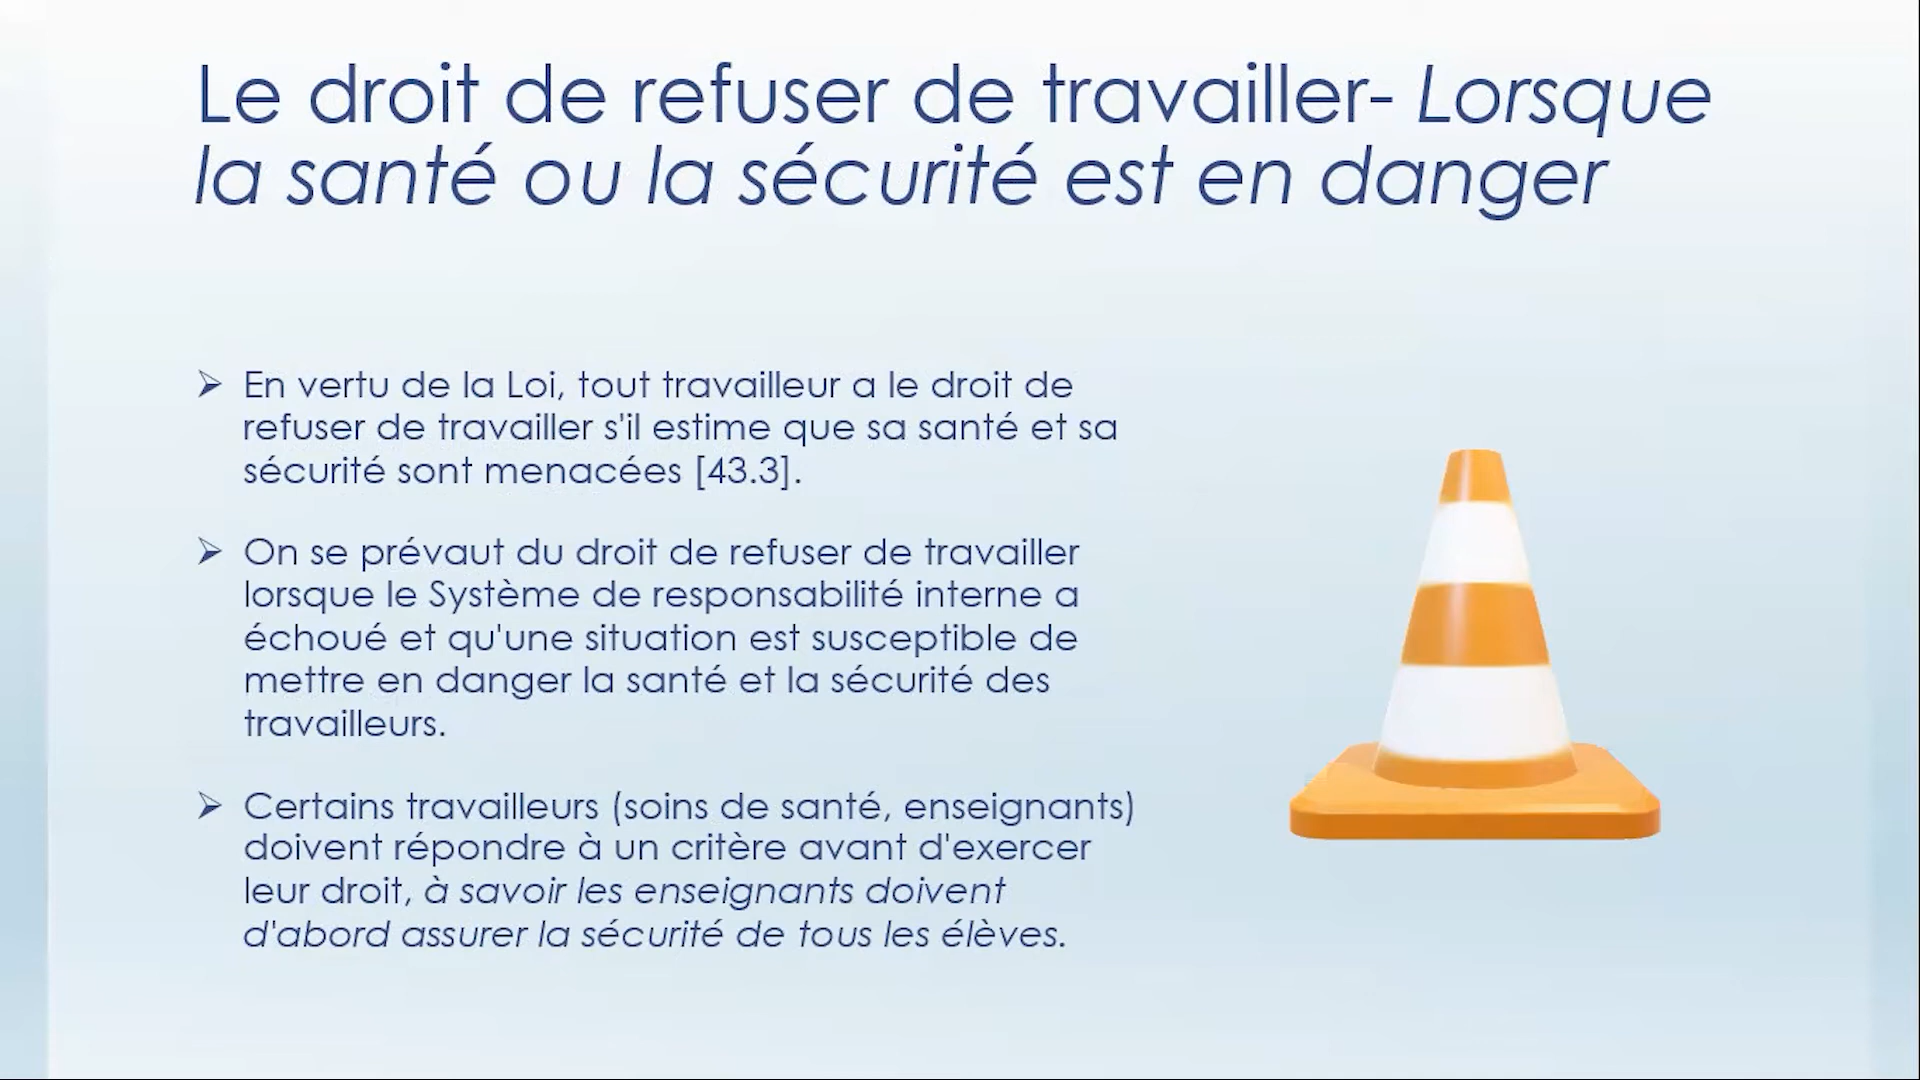 Le droit de refuser de travailler- Lorsque
la santé ou la sécurité est en danger
➢ En vertu de la Loi, tout travailleur a le droit de
refuser de travailler s'il estime que sa santé et sa
sécurité sont menacées [43.3].
➢ On se prévaut du droit de refuser de travailler
lorsque le Système de responsabilité interne a
échoué et qu'une situation est susceptible de
mettre en danger la santé et la sécurité des
travailleurs.
➢ Certains travailleurs (soins de santé, enseignants)
doivent répondre à un critère avant d'exercer
leur droit, à savoir les enseignants doivent
d'abord assurer la sécurité de tous les élèves.